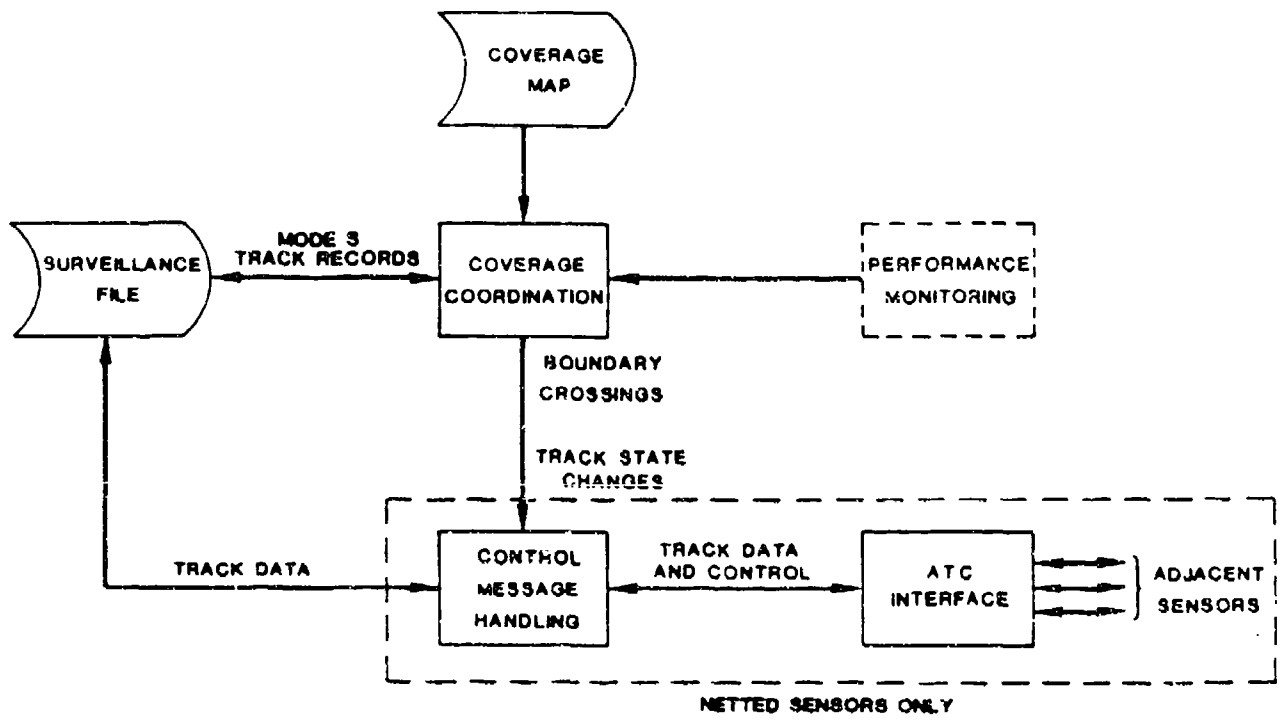 COVERAGE
MAP
MODE S
TRACK RECORDS
SURVEILLANCE
FILE
COVERAGE
COORDINATION
PERFORMANCE
MONITORING
BOUNDARY
CROSSINGS
TRACK STATE
CHANGES
TRACK DATA
CONTROL
MESSAGE
HANDLING
TRACK DATA
AND CONTROL
ATC
INTERFACE
ADJACENT
SENSORS
NETTED SENSORS ONLY